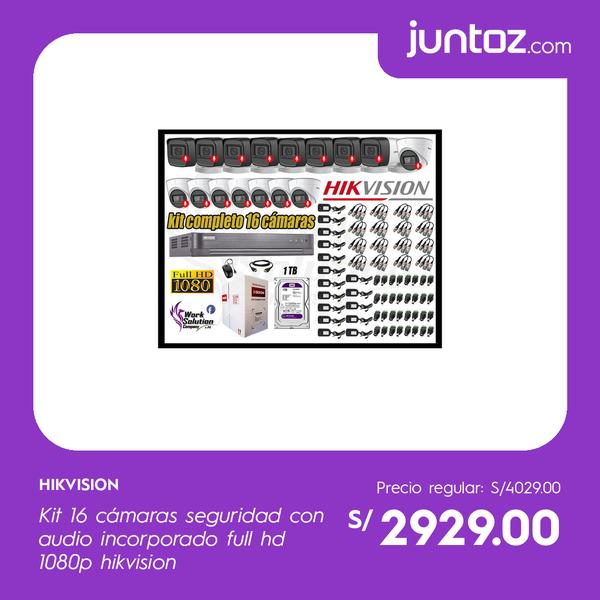 juntoz.com
HIKVISION
kit completo 16 cámaras
Full HD
1080
1 TB
Work
Solution
Company
HIKVISION
Kit 16 cámaras seguridad con
audio incorporado full hd
1080p hikvision
Precio regular: S/4029.00
S/ 2929.00